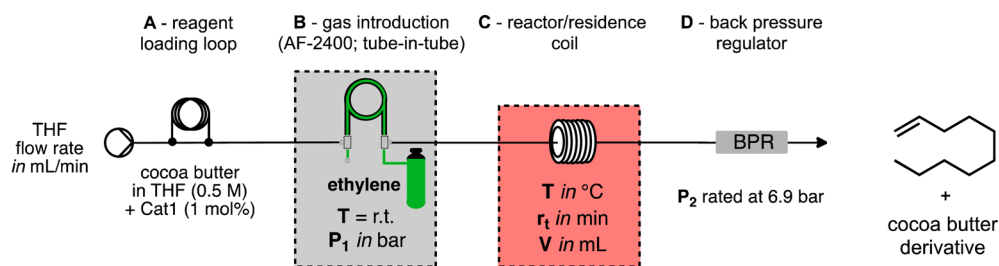 A - reagent
loading loop
B - gas introduction
(AF-2400; tube-in-tube)
C - reactor/residence
coil
D - back pressure
regulator
THF
flow rate
in mL/min
cocoa butter
in THF (0.5 M)
+ Cat1 (1 mol%)
ethylene
T = r.t.
P₁ in bar
T in °C
rₜ in min
V in mL
BPR
P₂ rated at 6.9 bar
+
cocoa butter
derivative